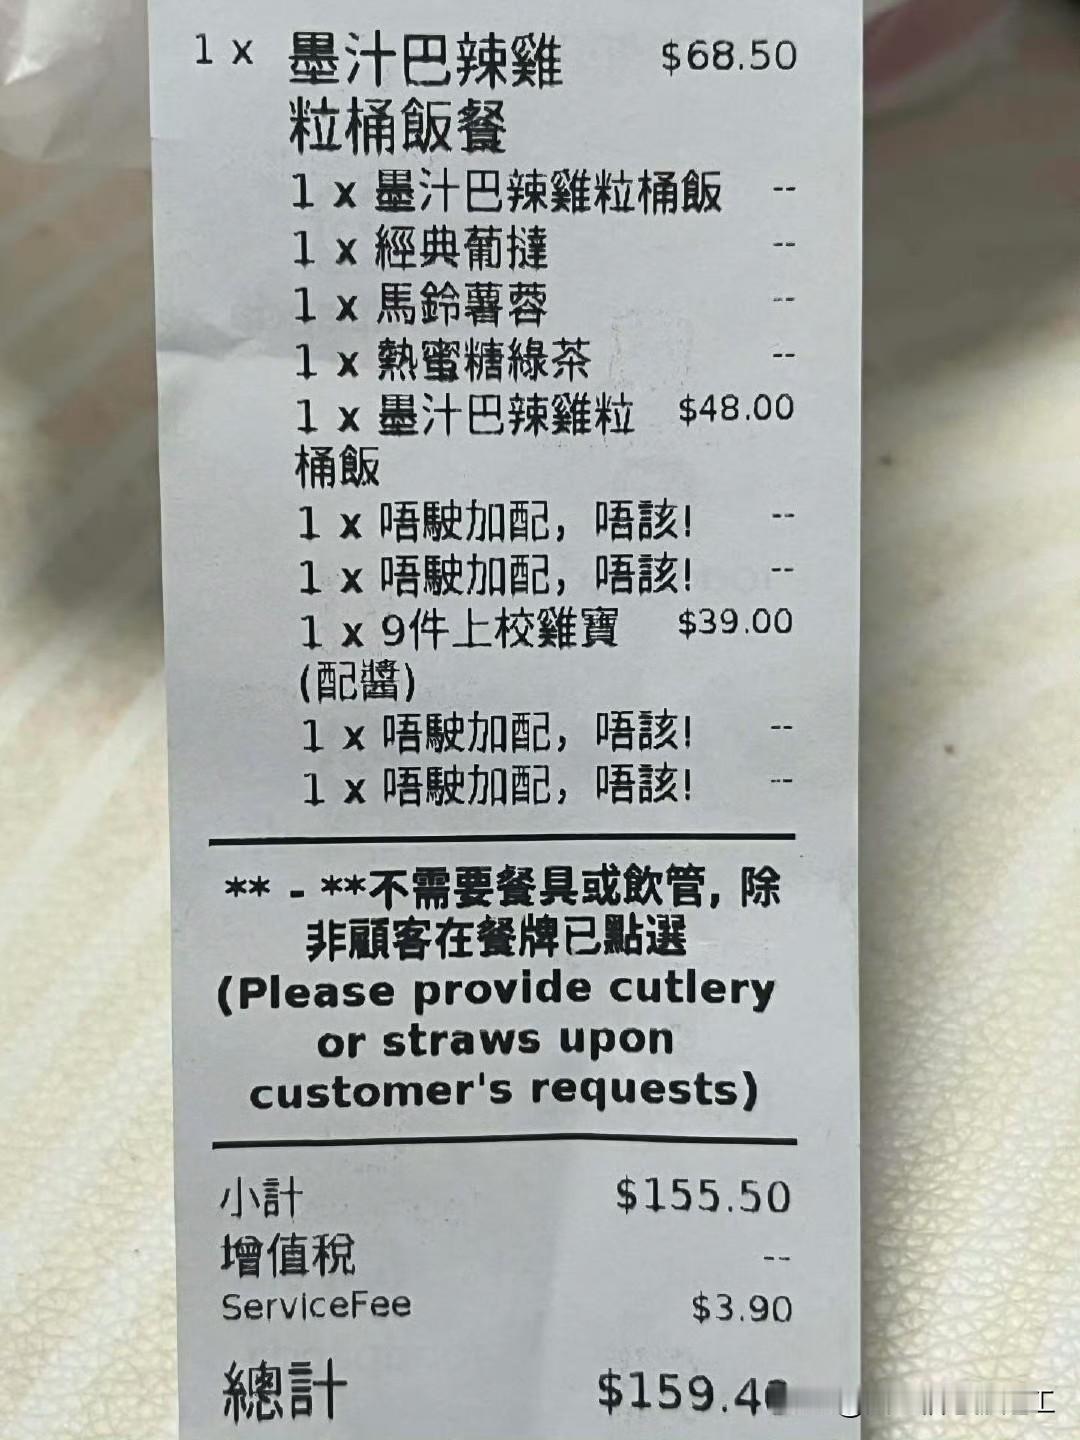 1 x 墨汁巴辣雞 $68.50
粒桶飯餐
1 x 墨汁巴辣雞粒桶飯 --
1 x 經典葡撻 --
1 x 馬鈴薯蓉 --
1 x 熱蜜糖綠茶 --
1 x 墨汁巴辣雞粒 $48.00
桶飯
1 x 唔駛加配，唔該! --
1 x 唔駛加配，唔該! --
1 x 9件上校雞寶 $39.00
(配醬)
1 x 唔駛加配，唔該! --
1 x 唔駛加配，唔該! --
** - **不需要餐具或飲管, 除
非顧客在餐牌已點選
(Please provide cutlery
or straws upon
customer's requests)
小計 $155.50
增值稅 --
ServiceFee $3.90
總計 $159.40